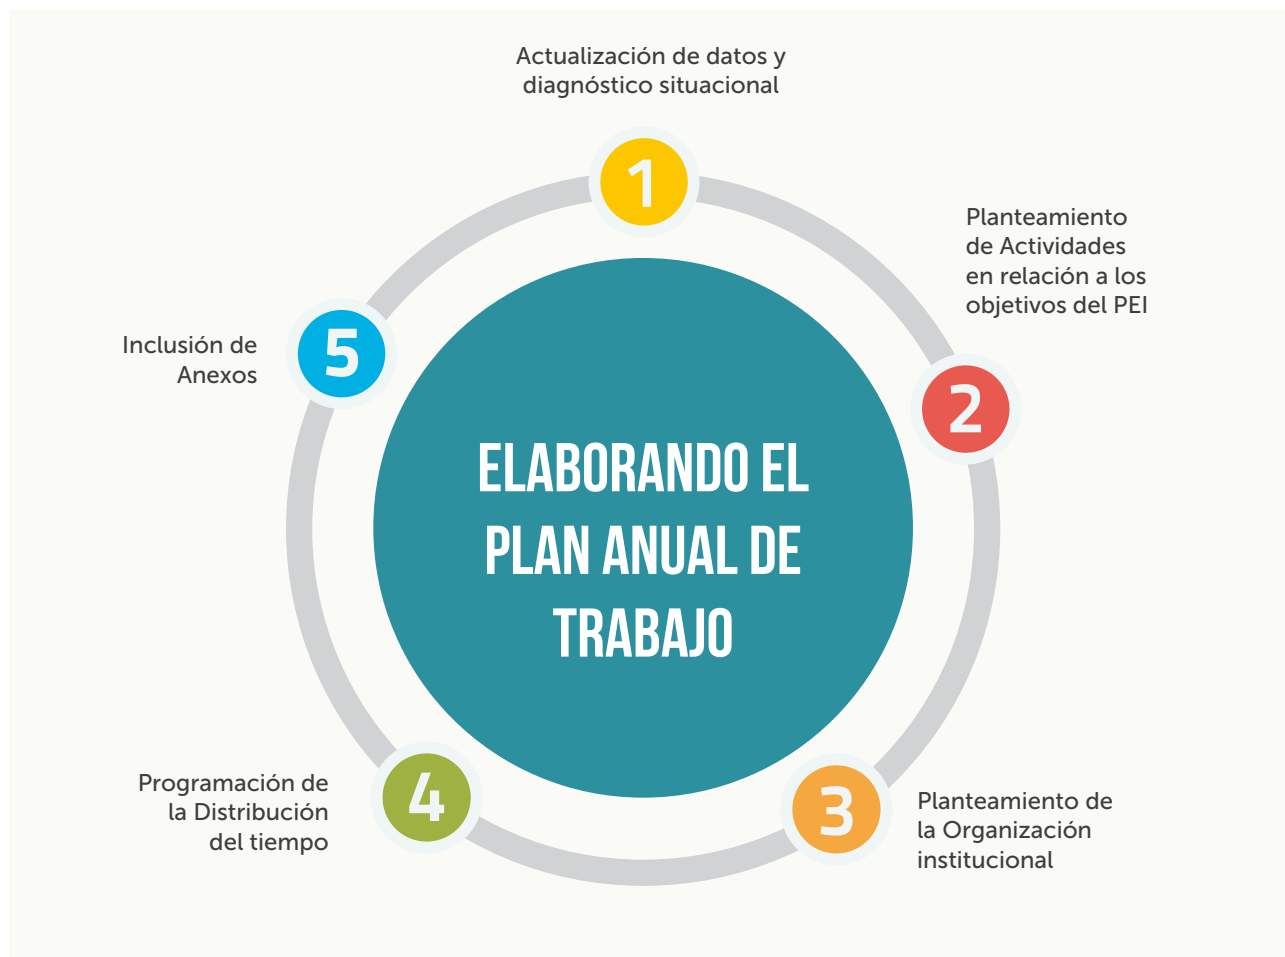 Actualización de datos y
diagnóstico situacional
1
Planteamiento
de Actividades
en relación a los
objetivos del PEI
2
Planteamiento de
la Organización
institucional
3
Programación de
la Distribución
del tiempo
4
Inclusión de
Anexos
5
ELABORANDO EL
PLAN ANUAL DE
TRABAJO